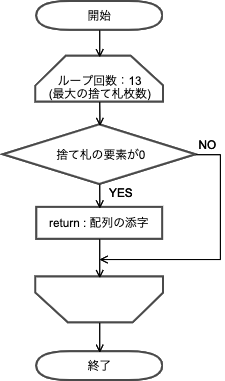 開始
ループ回数：13
(最大の捨て札枚数)
捨て札の要素が0
NO
YES
return : 配列の添字
終了